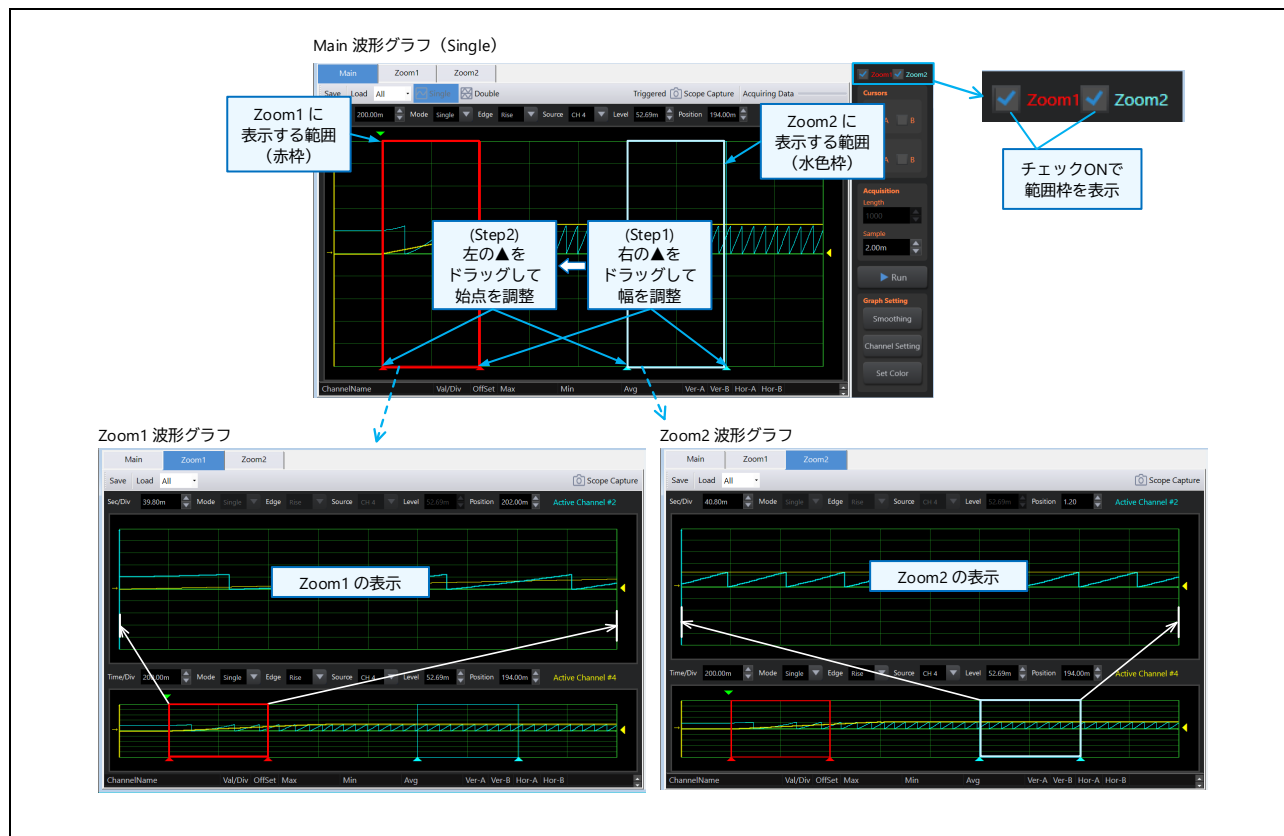 Main 波形グラフ（Single）
Main Zoom1 Zoom2
Zoom1 Zoom2
Save Load All Single Double Triggered Scope Capture Acquiring Data
Cursors
200.00m Mode Single Edge Rise Source CH 4 Level 52.69m Position 194.00m
A B
A B
Acquisition
Length
1000
Sample
2.00m
Run
Graph Setting
Smoothing
Channel Setting
Set Color
Zoom1 に
表示する範囲
（赤枠）
Zoom2 に
表示する範囲
（水色枠）
(Step2)
左の▲を
ドラッグして
始点を調整
(Step1)
右の▲を
ドラッグして
幅を調整
ChannelName Val/Div OffSet Max Min Avg Ver-A Ver-B Hor-A Hor-B
Zoom1 Zoom2
チェックONで
範囲枠を表示
Zoom1 波形グラフ
Main Zoom1 Zoom2
Save Load All Scope Capture
Sec/Div 39.80m Mode Single Edge Rise Source CH 4 Level 52.69m Position 202.00m Active Channel #2
Zoom1 の表示
Time/Div 200.00m Mode Single Edge Rise Source CH 4 Level 52.69m Position 194.00m Active Channel #4
ChannelName Val/Div OffSet Max Min Avg Ver-A Ver-B Hor-A Hor-B
Zoom2 波形グラフ
Main Zoom1 Zoom2
Save Load All Scope Capture
Sec/Div 40.80m Mode Single Edge Rise Source CH 4 Level 52.69m Position 1.20 Active Channel #2
Zoom2 の表示
Time/Div 200.00m Mode Single Edge Rise Source CH 4 Level 52.69m Position 194.00m Active Channel #4
ChannelName Val/Div OffSet Max Min Avg Ver-A Ver-B Hor-A Hor-B